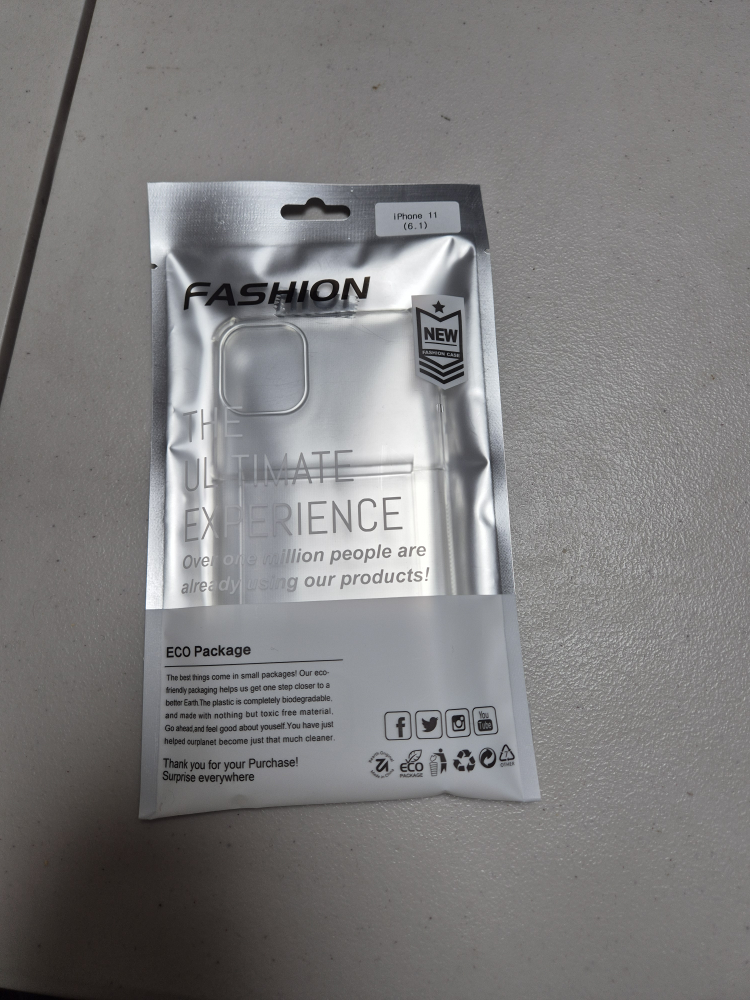 iPhone 11
(6.1)
FASHION
NEW
FASHION CASE
THE
ULTIMATE
EXPERIENCE
Over one million people are
already using our products!
ECO Package
The best things come in small packages! Our eco-
friendly packaging helps us get one step closer to a
better Earth.The plastic is completely biodegradable,
and made with nothing but toxic free material.
Go ahead,and feel good about youself.You have just
helped ourplanet become just that much cleaner.
Thank you for your Purchase!
Surprise everywhere
You
Tube
ECO
PACKAGE
7
OTHER